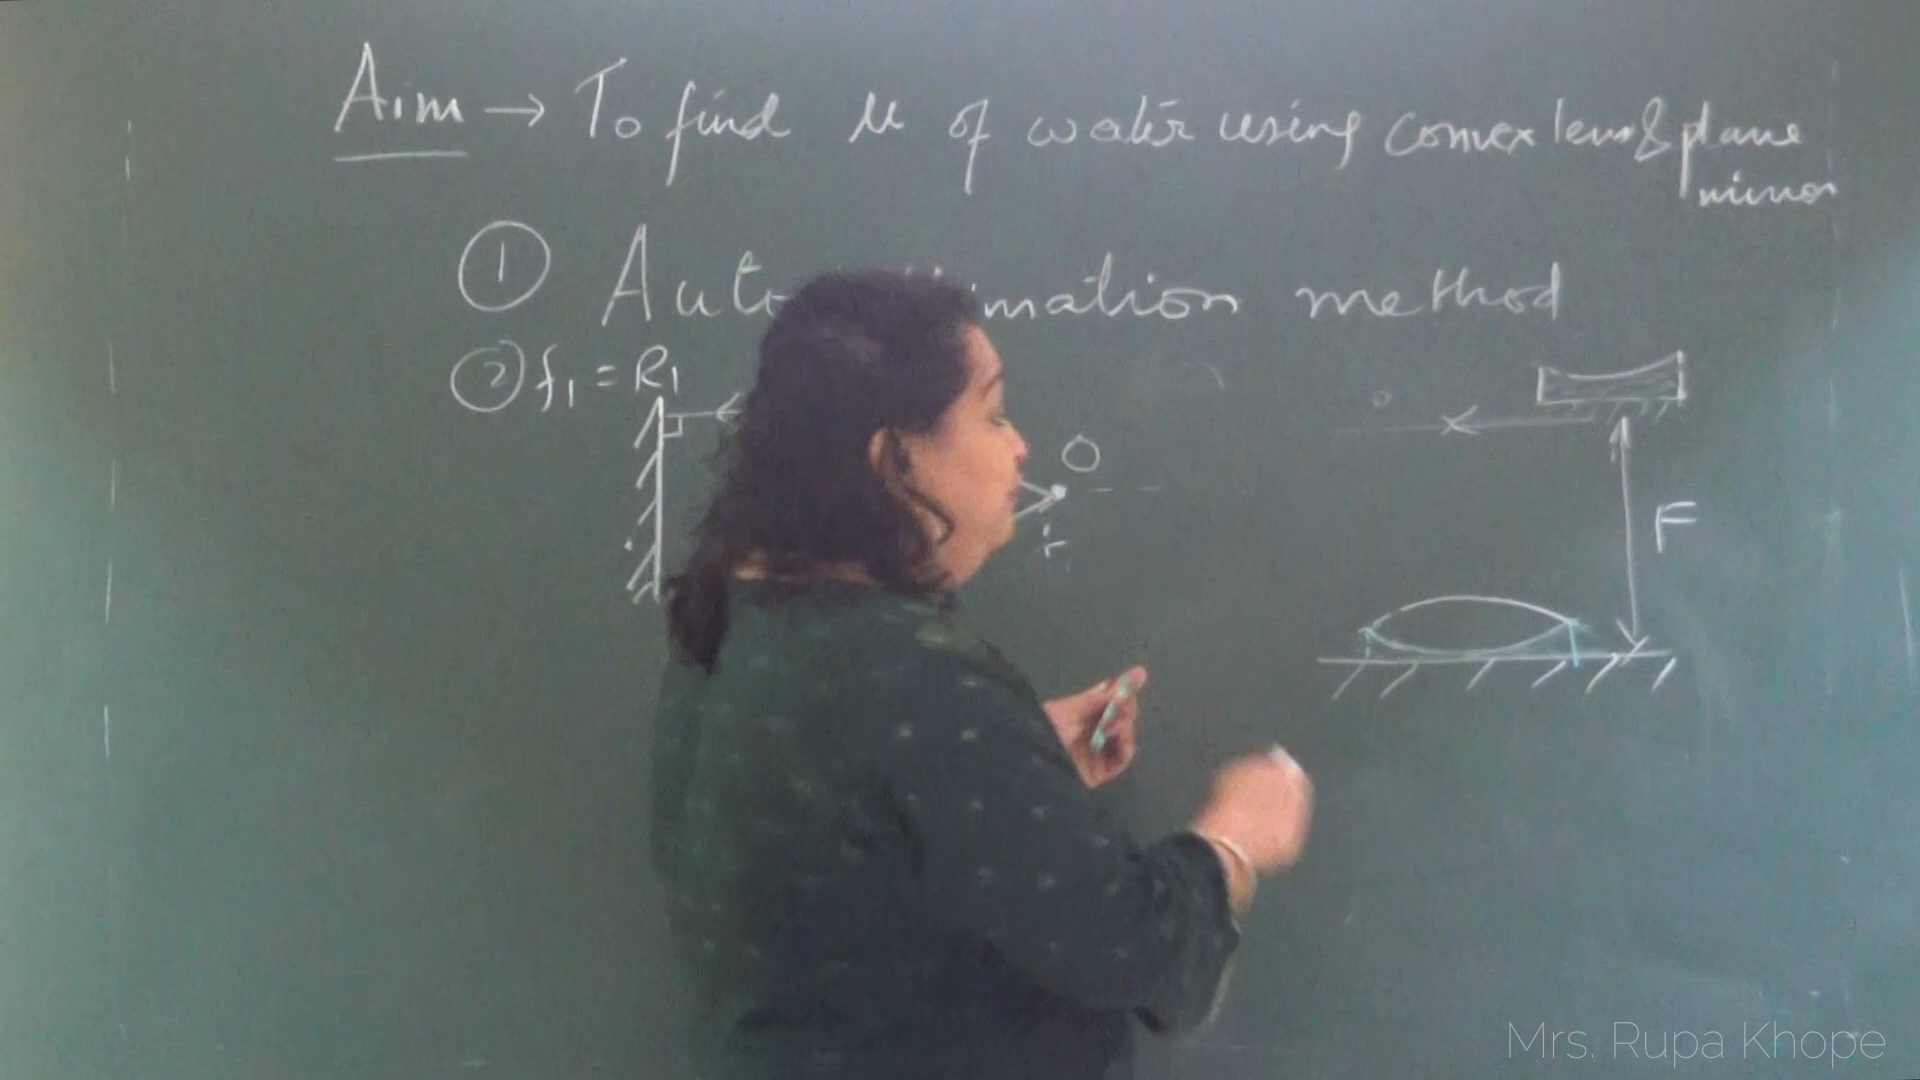 Aim → To find μ of water using convex lens & plane
mirror
① Auto mation method
② f₁ = R₁
O
F
Mrs. Rupa Khope